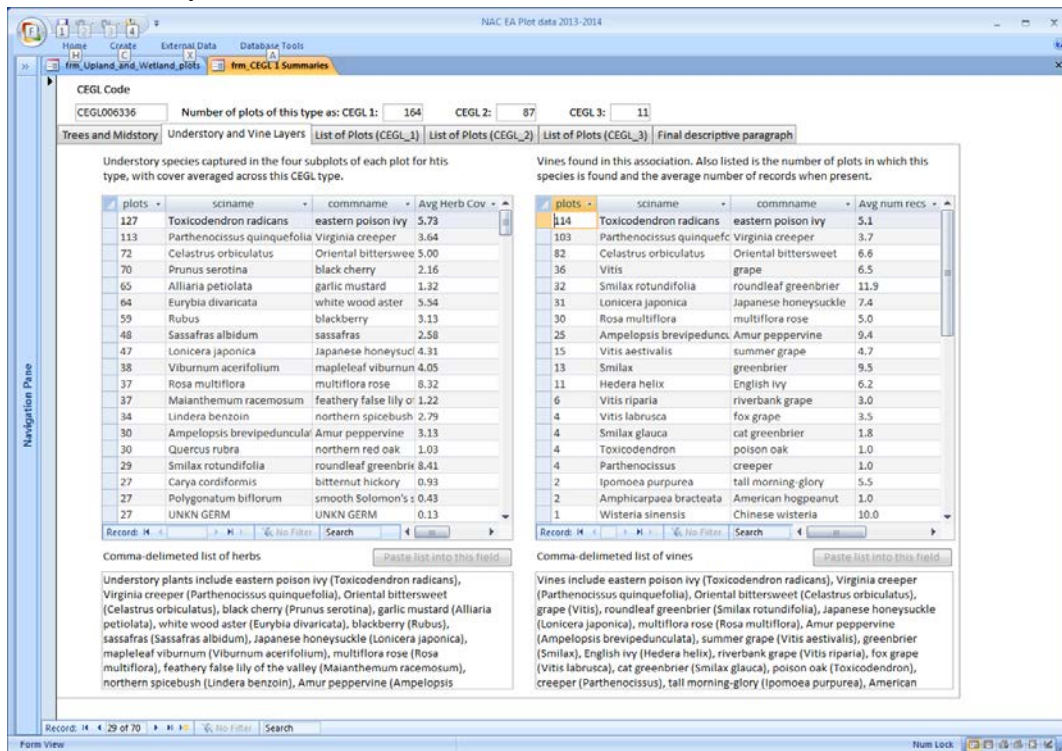 NAC EA Plot data 2013-2014
1 2 3 4
Home Create External Data Database Tools
F H C X A
frm_Upland_and_Wetland_plots frm_CEGL 1 Summaries
CEGL Code
CEGL006336 Number of plots of this type as: CEGL 1: 164 CEGL 2: 87 CEGL 3: 11
Trees and Midstory Understory and Vine Layers List of Plots (CEGL_1) List of Plots (CEGL_2) List of Plots (CEGL_3) Final descriptive paragraph
Understory species captured in the four subplots of each plot for htis
type, with cover averaged across this CEGL type.
plots sciname commname Avg Herb Cov
127 Toxicodendron radicans eastern poison ivy 5.73
113 Parthenocissus quinquefolia Virginia creeper 3.64
72 Celastrus orbiculatus Oriental bitterswee 5.00
70 Prunus serotina black cherry 2.16
65 Alliaria petiolata garlic mustard 1.32
64 Eurybia divaricata white wood aster 5.54
59 Rubus blackberry 3.13
48 Sassafras albidum sassafras 2.58
47 Lonicera japonica Japanese honeysucl 4.31
38 Viburnum acerifolium mapleleaf viburnun 4.05
37 Rosa multiflora multiflora rose 8.32
37 Maianthemum racemosum feathery false lily o 1.22
34 Lindera benzoin northern spicebush 2.79
30 Ampelopsis brevipeduncula Amur peppervine 3.13
30 Quercus rubra northern red oak 1.03
29 Smilax rotundifolia roundleaf greenbrie 8.41
27 Carya cordiformis bitternut hickory 0.93
27 Polygonatum biflorum smooth Solomon's s 0.43
27 UNKN GERM UNKN GERM 0.13
Record: No Filter Search
Comma-delimeted list of herbs Paste list into this field
Understory plants include eastern poison ivy (Toxicodendron radicans),
Virginia creeper (Parthenocissus quinquefolia), Oriental bittersweet
(Celastrus orbiculatus), black cherry (Prunus serotina), garlic mustard (Alliaria
petiolata), white wood aster (Eurybia divaricata), blackberry (Rubus),
sassafras (Sassafras albidum), Japanese honeysuckle (Lonicera japonica),
mapleleaf viburnum (Viburnum acerifolium), multiflora rose (Rosa
multiflora), feathery false lily of the valley (Maianthemum racemosum),
northern spicebush (Lindera benzoin), Amur peppervine (Ampelopsis
Vines found in this association. Also listed is the number of plots in which this
species is found and the average number of records when present.
plots sciname commname Avg num recs
114 Toxicodendron radicans eastern poison ivy 5.1
103 Parthenocissus quinquefc Virginia creeper 3.7
82 Celastrus orbiculatus Oriental bittersweet 6.6
36 Vitis grape 6.5
32 Smilax rotundifolia roundleaf greenbrier 11.9
31 Lonicera japonica Japanese honeysuckle 7.4
30 Rosa multiflora multiflora rose 5.0
25 Ampelopsis brevipeduncu Amur peppervine 9.4
15 Vitis aestivalis summer grape 4.7
13 Smilax greenbrier 9.5
11 Hedera helix English ivy 6.2
6 Vitis riparia riverbank grape 3.0
4 Vitis labrusca fox grape 3.5
4 Smilax glauca cat greenbrier 1.8
4 Toxicodendron poison oak 1.0
4 Parthenocissus creeper 1.0
2 Ipomoea purpurea tall morning-glory 5.5
2 Amphicarpaea bracteata American hogpeanut 1.0
1 Wisteria sinensis Chinese wisteria 10.0
Record: No Filter Search
Comma-delimeted list of vines Paste list into this field
Vines include eastern poison ivy (Toxicodendron radicans), Virginia creeper
(Parthenocissus quinquefolia), Oriental bittersweet (Celastrus orbiculatus),
grape (Vitis), roundleaf greenbrier (Smilax rotundifolia), Japanese honeysuckle
(Lonicera japonica), multiflora rose (Rosa multiflora), Amur peppervine
(Ampelopsis brevipedunculata), summer grape (Vitis aestivalis), greenbrier
(Smilax), English ivy (Hedera helix), riverbank grape (Vitis riparia), fox grape
(Vitis labrusca), cat greenbrier (Smilax glauca), poison oak (Toxicodendron),
creeper (Parthenocissus), tall morning-glory (Ipomoea purpurea), American
Navigation Pane
Record: 29 of 70 No Filter Search
Form View Num Lock